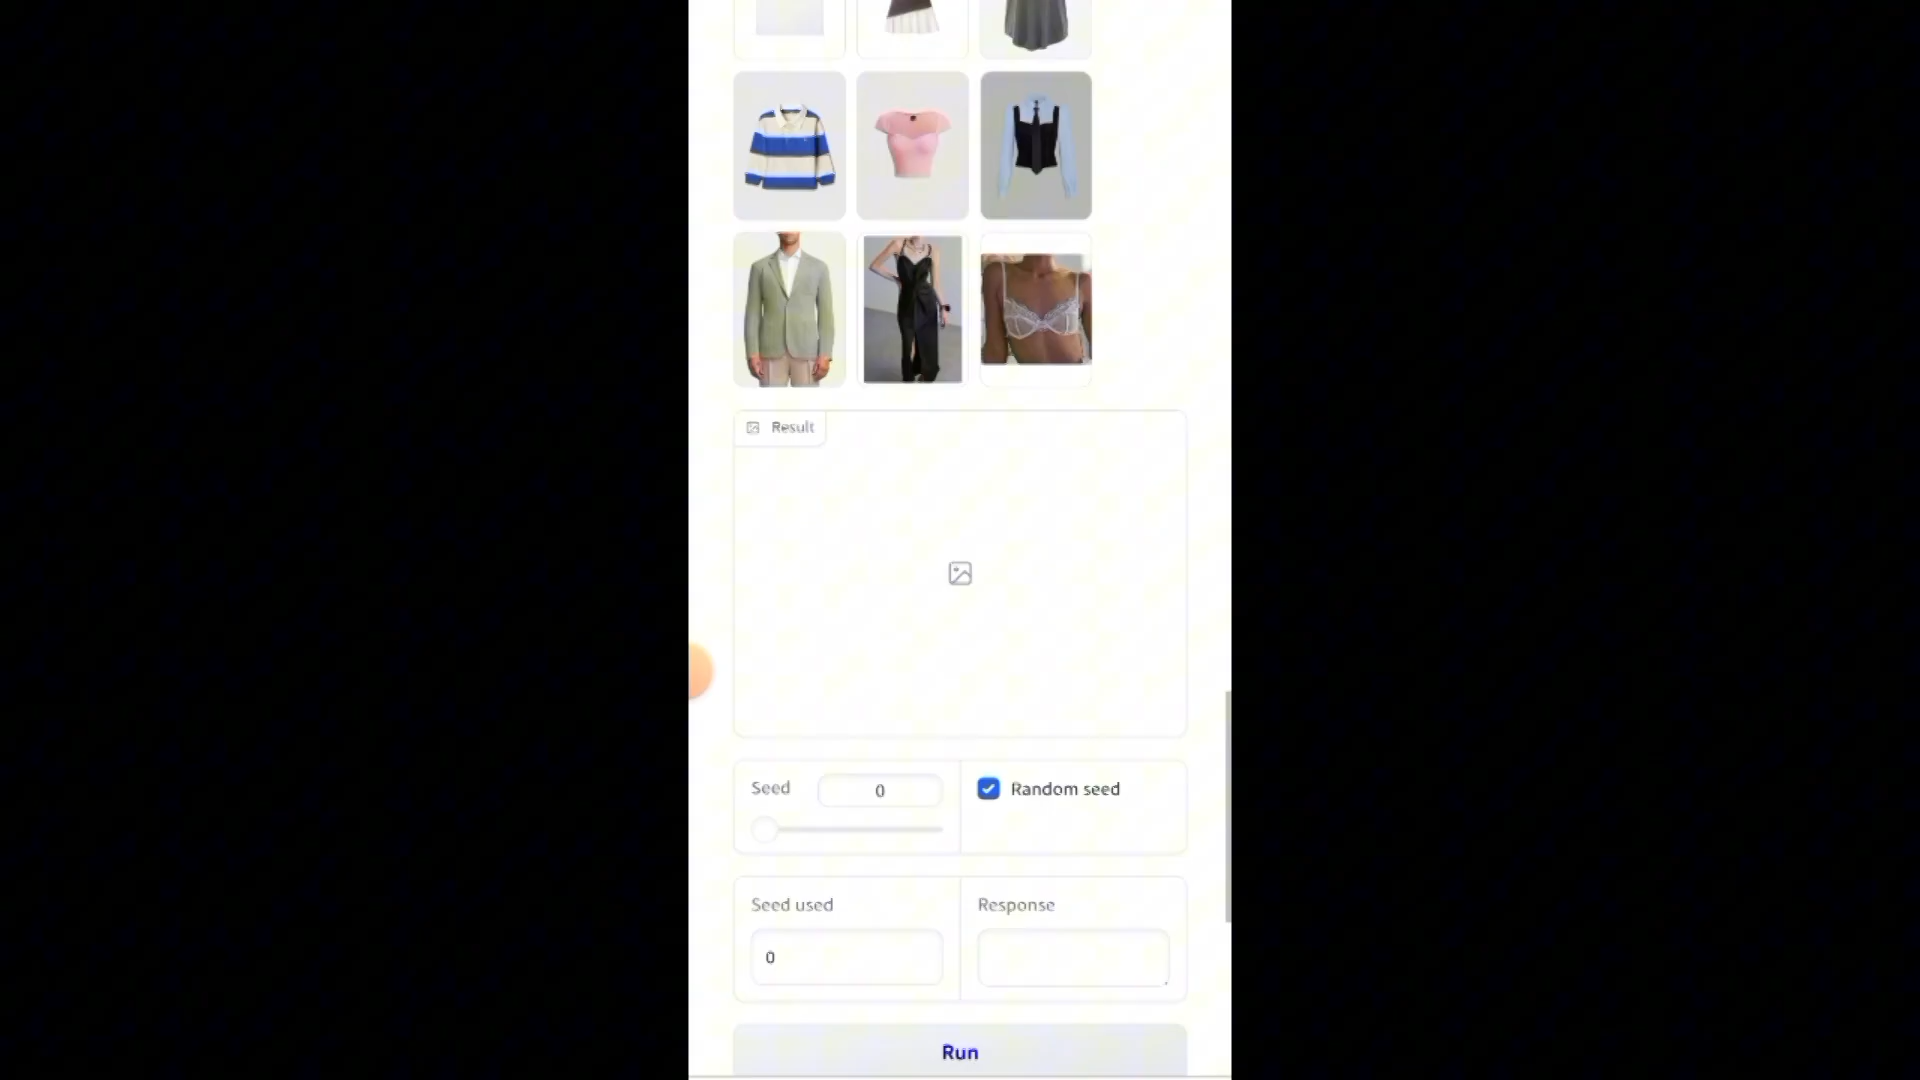 Result
Seed
0
Random seed
Seed used
Response
0
Run